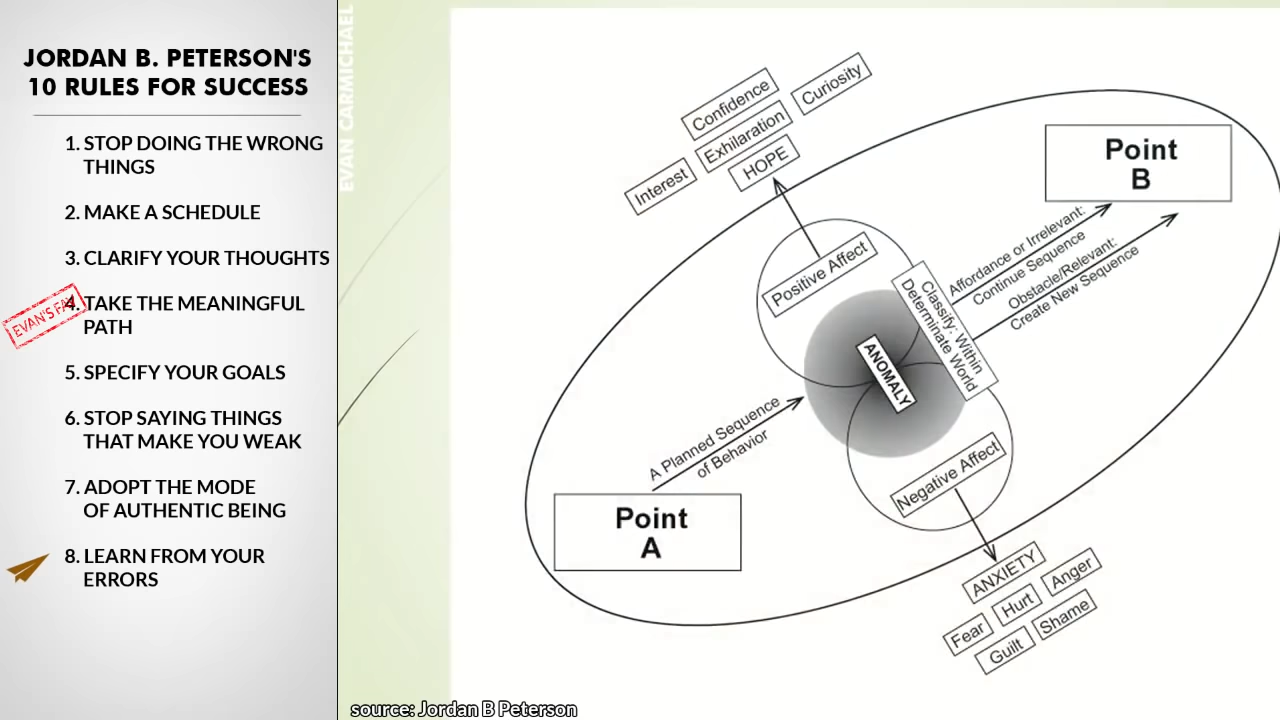 JORDAN B. PETERSON'S
10 RULES FOR SUCCESS
1. STOP DOING THE WRONG
THINGS
2. MAKE A SCHEDULE
3. CLARIFY YOUR THOUGHTS
EVAN'S FAV
4. TAKE THE MEANINGFUL
PATH
5. SPECIFY YOUR GOALS
6. STOP SAYING THINGS
THAT MAKE YOU WEAK
7. ADOPT THE MODE
OF AUTHENTIC BEING
8. LEARN FROM YOUR
ERRORS
EVAN CARMICHAEL
Confidence
Curiosity
Exhilaration
Interest
HOPE
Positive Affect
Point
B
Affordance or Irrelevant:
Continue Sequence
Obstacle/Relevant:
Create New Sequence
Classify: Within
Determinate World
ANOMALY
A Planned Sequence
of Behavior
Point
A
Negative Affect
ANXIETY
Anger
Hurt
Fear
Shame
Guilt
source: Jordan B Peterson